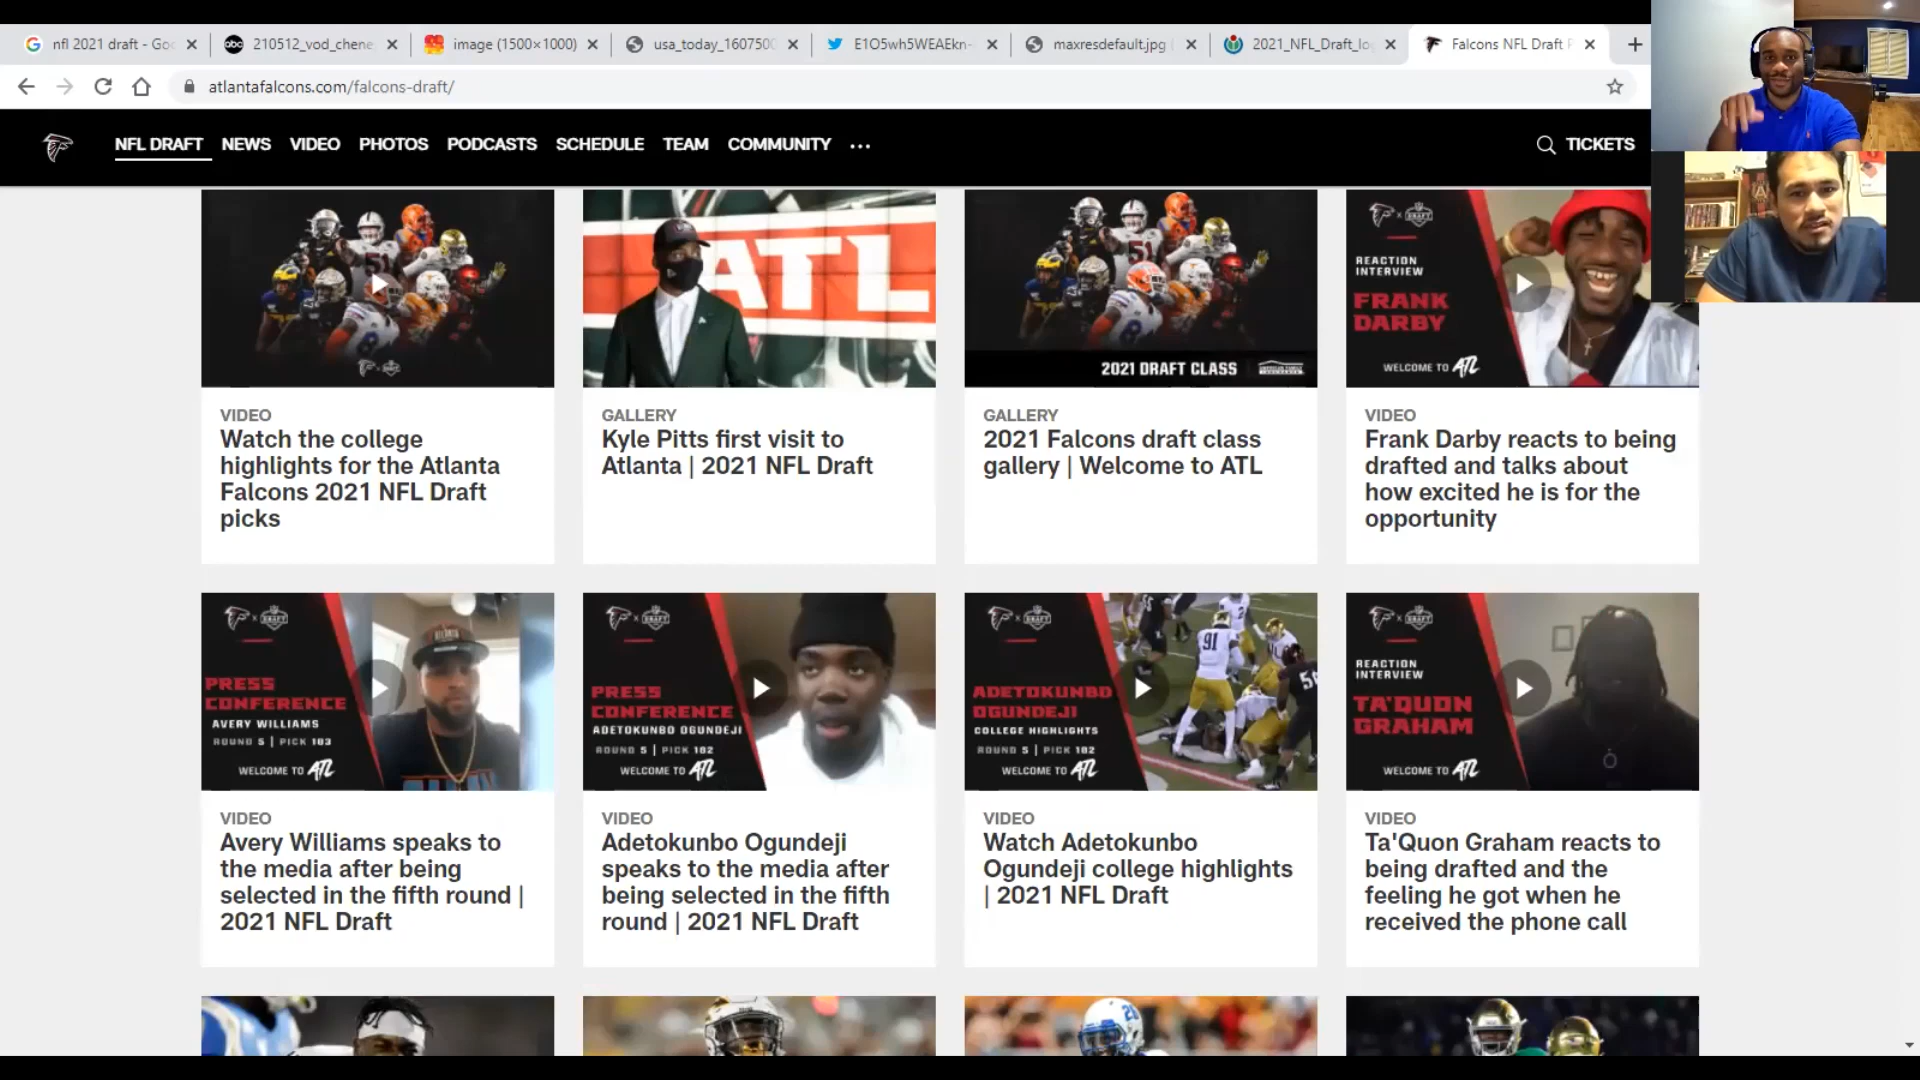 nfl 2021 draft - Goo
210512_vod_chene
image (1500×1000)
usa_today_1607500
E1O5wh5WEAEkn-
maxresdefault.jpg
2021_NFL_Draft_lo
Falcons NFL Draft P
atlantafalcons.com/falcons-draft/
NFL DRAFT NEWS VIDEO PHOTOS PODCASTS SCHEDULE TEAM COMMUNITY ... TICKETS
51
8
ATL
51
8
2021 DRAFT CLASS
REACTION
INTERVIEW
FRANK
DARBY
WELCOME TO ATL
VIDEO
Watch the college
highlights for the Atlanta
Falcons 2021 NFL Draft
picks
GALLERY
Kyle Pitts first visit to
Atlanta | 2021 NFL Draft
GALLERY
2021 Falcons draft class
gallery | Welcome to ATL
VIDEO
Frank Darby reacts to being
drafted and talks about
how excited he is for the
opportunity
PRESS
CONFERENCE
AVERY WILLIAMS
ROUND 5 | PICK 183
WELCOME TO ATL
PRESS
CONFERENCE
ADETOKUNBO OGUNDEJI
ROUND 5 | PICK 182
WELCOME TO ATL
ADETOKUNBO
OGUNDEJI
COLLEGE HIGHLIGHTS
ROUND 5 | PICK 182
WELCOME TO ATL
91
REACTION
INTERVIEW
TA'QUON
GRAHAM
WELCOME TO ATL
VIDEO
Avery Williams speaks to
the media after being
selected in the fifth round |
2021 NFL Draft
VIDEO
Adetokunbo Ogundeji
speaks to the media after
being selected in the fifth
round | 2021 NFL Draft
VIDEO
Watch Adetokunbo
Ogundeji college highlights
| 2021 NFL Draft
VIDEO
Ta'Quon Graham reacts to
being drafted and the
feeling he got when he
received the phone call